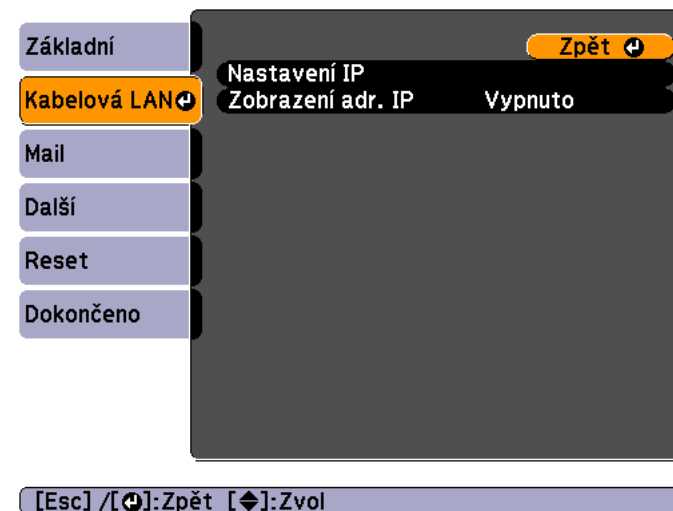 Základní
Zpět
Nastavení IP
Kabelová LAN
Zobrazení adr. IP Vypnuto
Mail
Další
Reset
Dokončeno
[Esc] /[⏎]:Zpět [◆]:Zvol